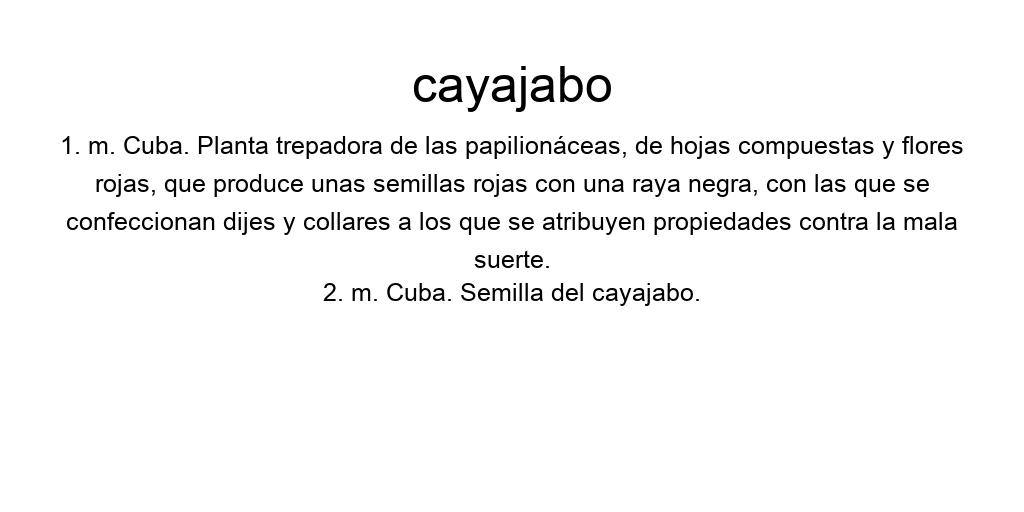 cayajabo
1. m. Cuba. Planta trepadora de las papilionáceas, de hojas compuestas y flores
rojas, que produce unas semillas rojas con una raya negra, con las que se
confeccionan dijes y collares a los que se atribuyen propiedades contra la mala
suerte.
2. m. Cuba. Semilla del cayajabo.